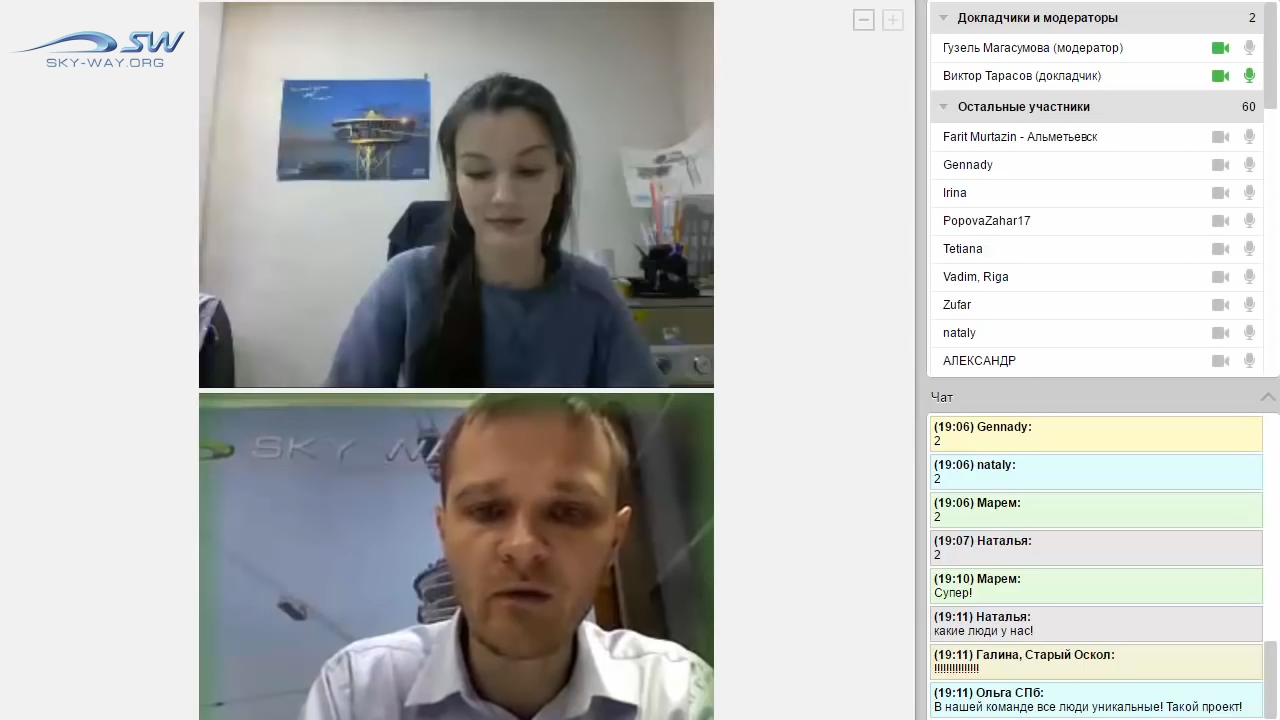 SW
SKY-WAY.ORG
SKY WA
Докладчики и модераторы 2
Гузель Магасумова (модератор)
Виктор Тарасов (докладчик)
Остальные участники 60
Farit Murtazin - Альметьевск
Gennady
Irina
PopovaZahar17
Tetiana
Vadim, Riga
Zufar
nataly
АЛЕКСАНДР
Чат
(19:06) Gennady:
2
(19:06) nataly:
2
(19:06) Марем:
2
(19:07) Наталья:
2
(19:10) Марем:
Супер!
(19:11) Наталья:
какие люди у нас!
(19:11) Галина, Старый Оскол:
!!!!!!!!!!!!!!!
(19:11) Ольга СПб:
В нашей команде все люди уникальные! Такой проект!